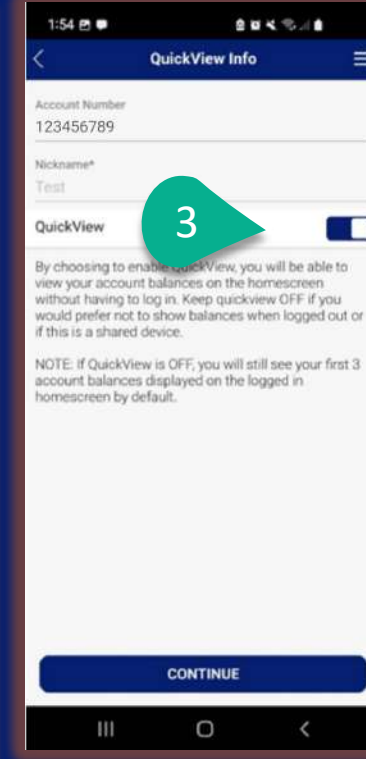 1:54
QuickView Info
Account Number
123456789
Nickname*
Test
QuickView
3
By choosing to enable QuickView, you will be able to
view your account balances on the homescreen
without having to log in. Keep quickview OFF if you
would prefer not to show balances when logged out or
if this is a shared device.
NOTE: If QuickView is OFF, you will still see your first 3
account balances displayed on the logged in
homescreen by default.
CONTINUE